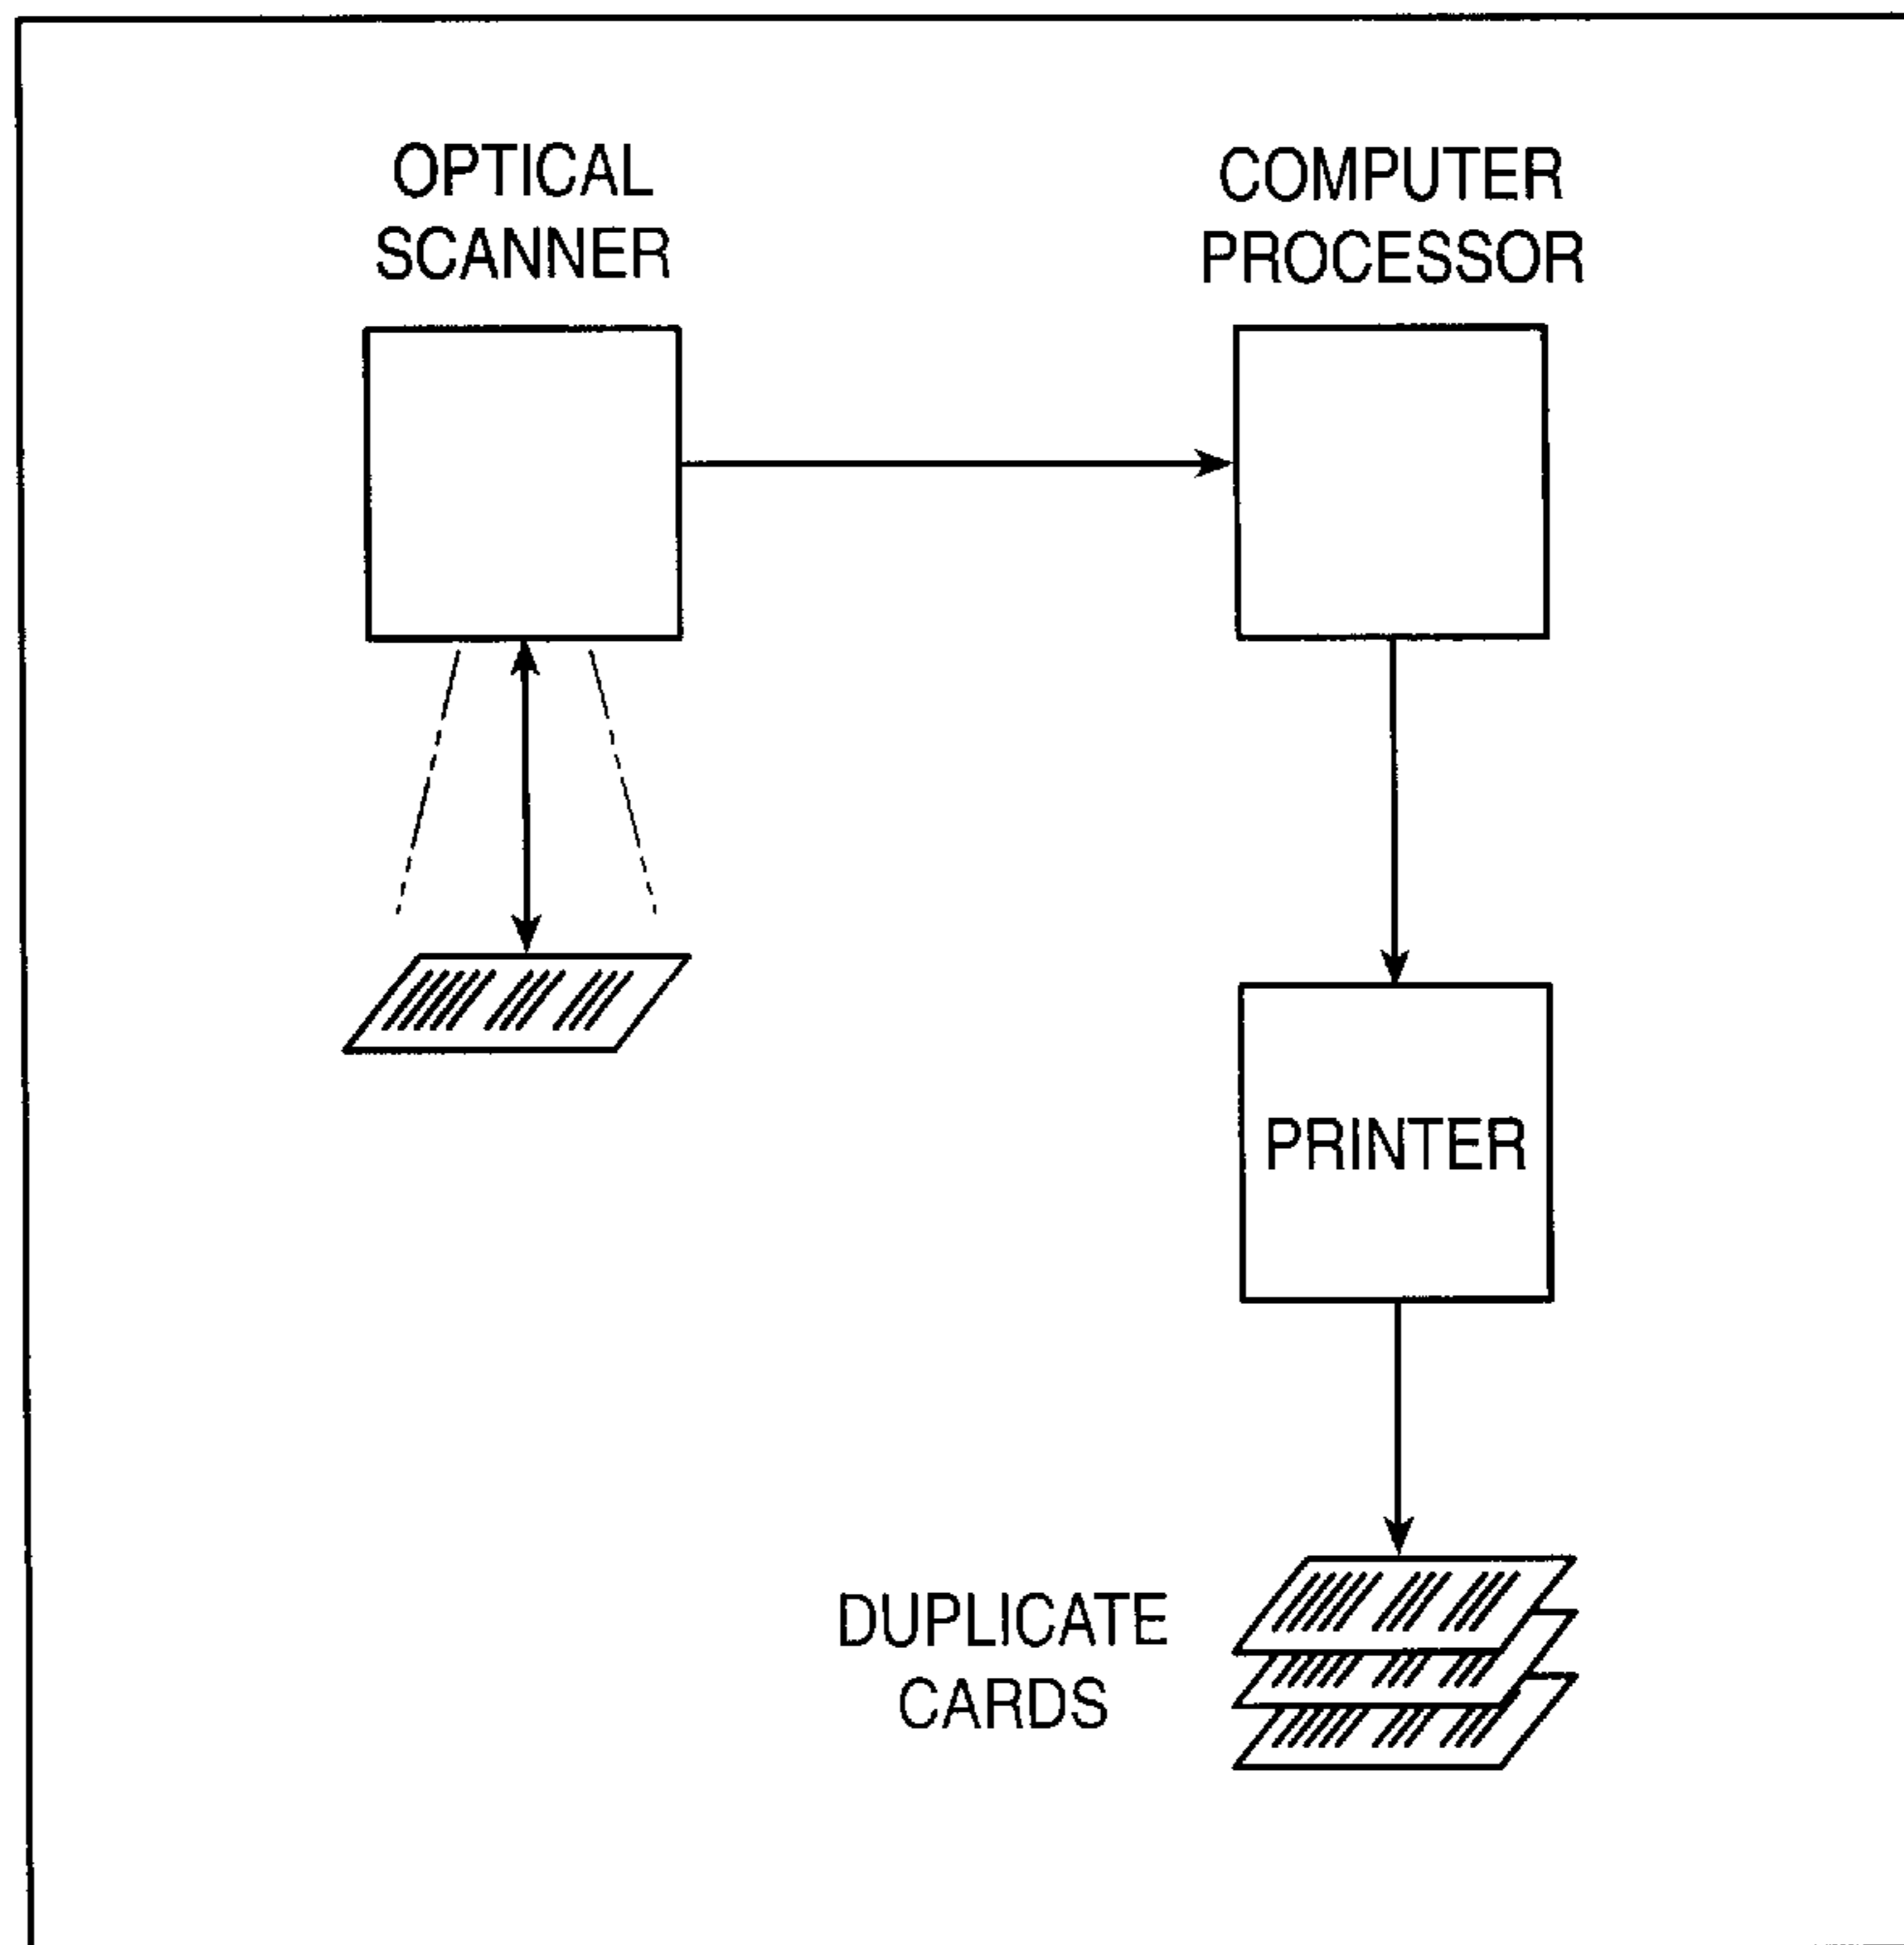 OPTICAL
SCANNER
COMPUTER
PROCESSOR
PRINTER
DUPLICATE
CARDS